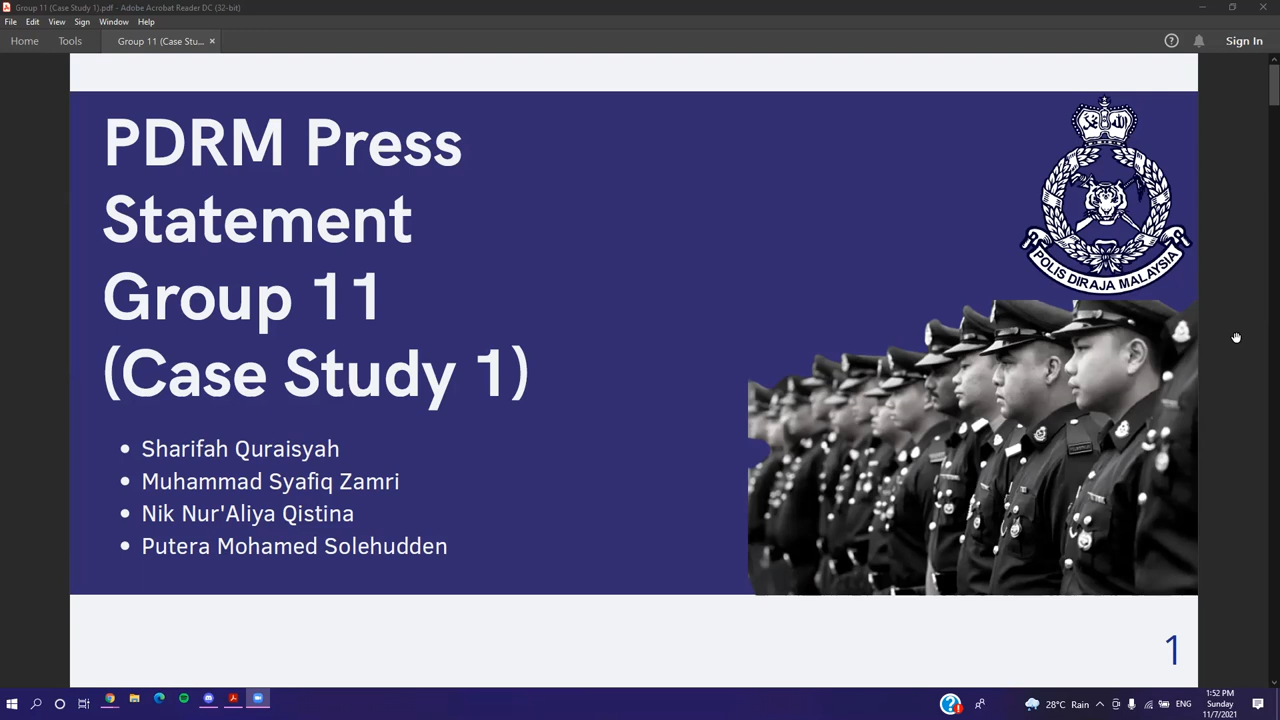 Group 11 (Case Study 1).pdf - Adobe Acrobat Reader DC (32-bit)
File Edit View Sign Window Help
Home Tools Group 11 (Case Stu... × Sign In
PDRM Press
Statement
Group 11
(Case Study 1)
• Sharifah Quraisyah
• Muhammad Syafiq Zamri
• Nik Nur'Aliya Qistina
• Putera Mohamed Solehudden
POLIS DIRAJA MALAYSIA
1
28°C Rain
ENG
1:52 PM
Sunday
11/7/2021